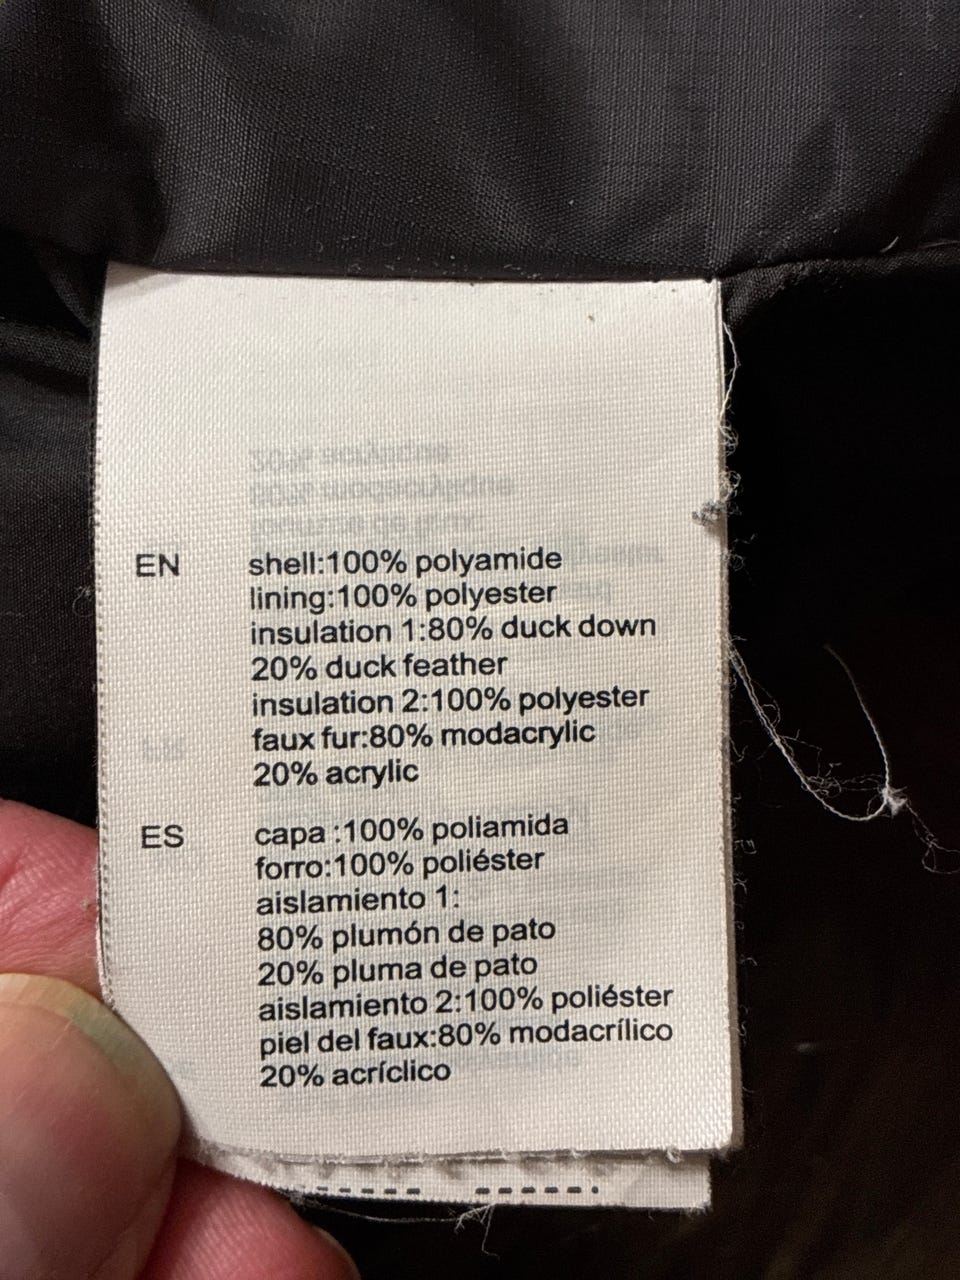 EN shell:100% polyamide
lining:100% polyester
insulation 1:80% duck down
20% duck feather
insulation 2:100% polyester
faux fur:80% modacrylic
20% acrylic
ES capa :100% poliamida
forro:100% poliéster
aislamiento 1:
80% plumón de pato
20% pluma de pato
aislamiento 2:100% poliéster
piel del faux:80% modacrílico
20% acríclico